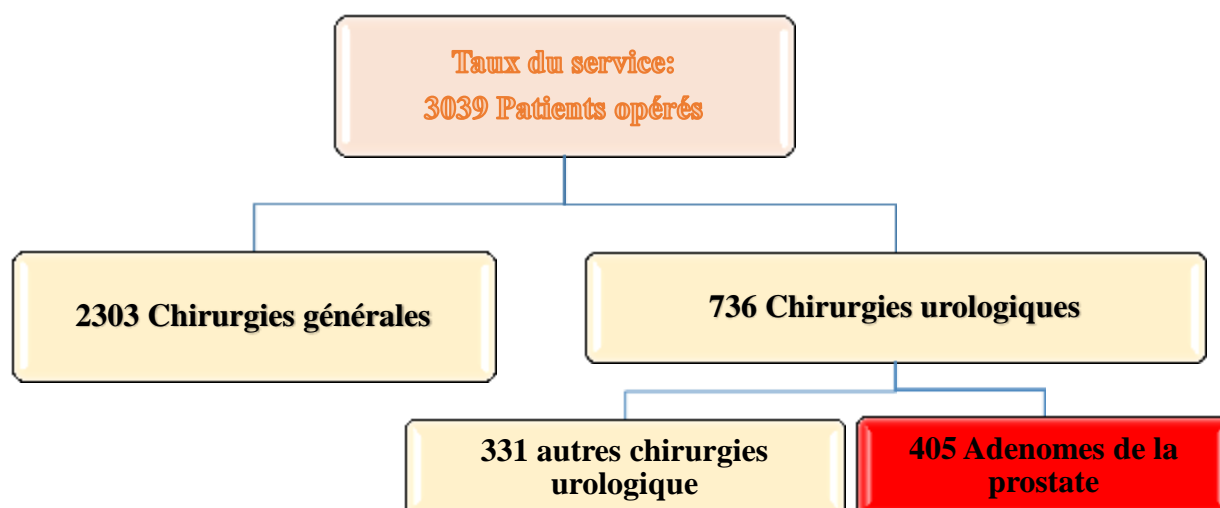 Taux du service:
3039 Patients opérés
2303 Chirurgies générales
736 Chirurgies urologiques
331 autres chirurgies
urologique
405 Adenomes de la
prostate